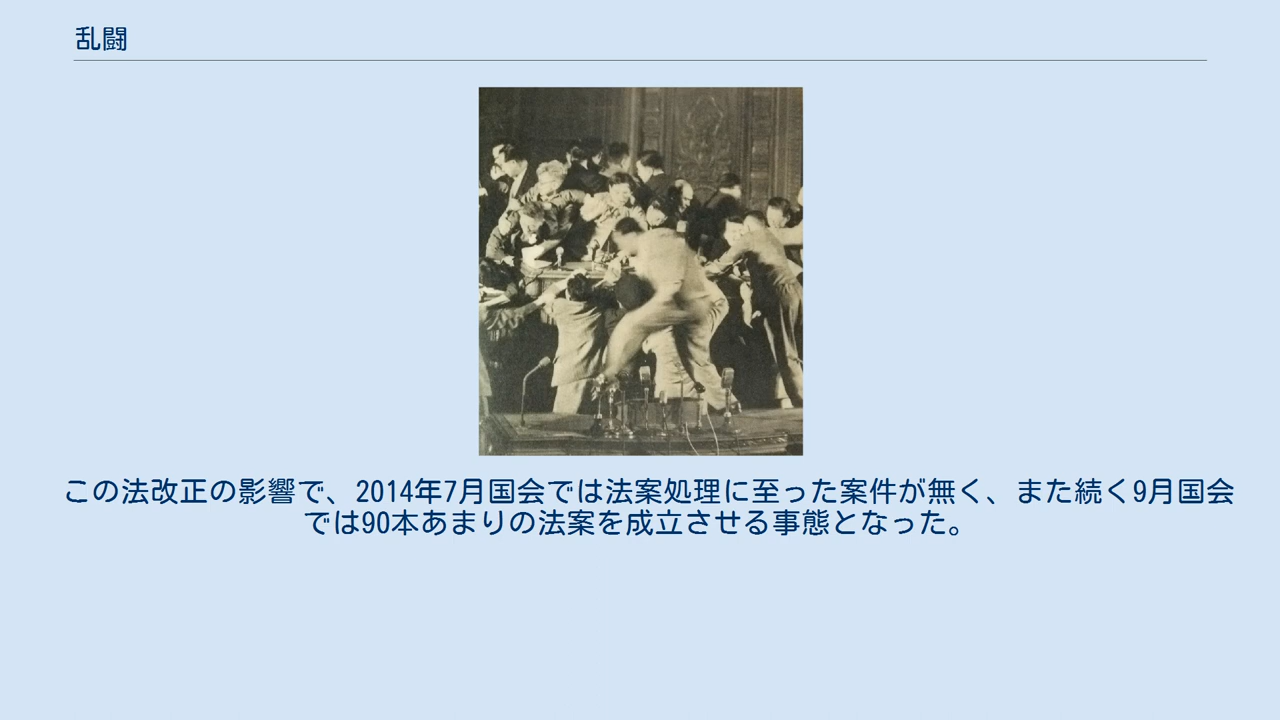 乱闘
この法改正の影響で、2014年7月国会では法案処理に至った案件が無く、また続く9月国会
では90本あまりの法案を成立させる事態となった。